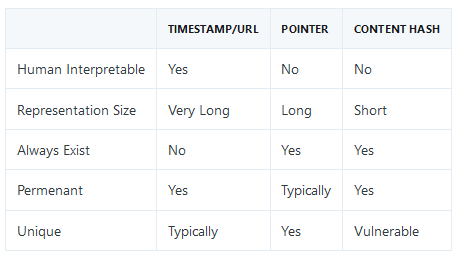 TIMESTAMP/URL POINTER CONTENT HASH
Human Interpretable Yes No No
Representation Size Very Long Long Short
Always Exist No Yes Yes
Permenant Yes Typically Yes
Unique Typically Yes Vulnerable